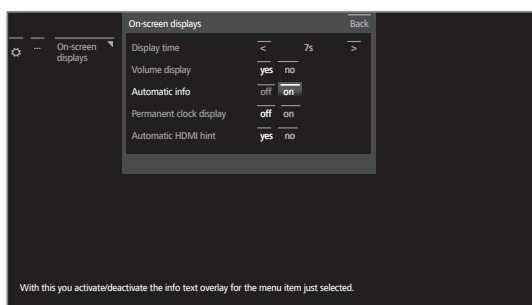 On-screen displays Back
... On-screen
displays
Display time < 7s >
Volume display yes no
Automatic info off on
Permanent clock display off on
Automatic HDMI hint yes no
With this you activate/deactivate the info text overlay for the menu item just selected.